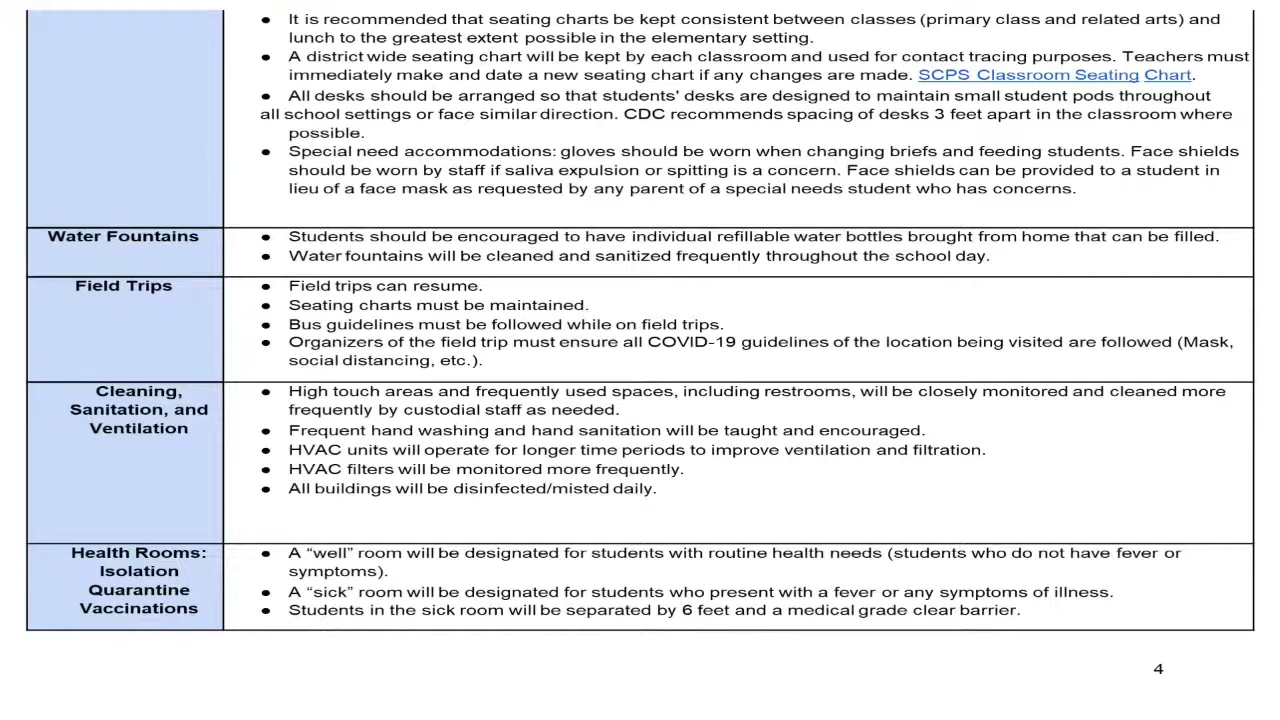 ● It is recommended that seating charts be kept consistent between classes (primary class and related arts) and
lunch to the greatest extent possible in the elementary setting.
● A district wide seating chart will be kept by each classroom and used for contact tracing purposes. Teachers must
immediately make and date a new seating chart if any changes are made. SCPS Classroom Seating Chart.
● All desks should be arranged so that students' desks are designed to maintain small student pods throughout
all school settings or face similar direction. CDC recommends spacing of desks 3 feet apart in the classroom where
possible.
● Special need accommodations: gloves should be worn when changing briefs and feeding students. Face shields
should be worn by staff if saliva expulsion or spitting is a concern. Face shields can be provided to a student in
lieu of a face mask as requested by any parent of a special needs student who has concerns.
Water Fountains
● Students should be encouraged to have individual refillable water bottles brought from home that can be filled.
● Water fountains will be cleaned and sanitized frequently throughout the school day.
Field Trips
● Field trips can resume.
● Seating charts must be maintained.
● Bus guidelines must be followed while on field trips.
● Organizers of the field trip must ensure all COVID-19 guidelines of the location being visited are followed (Mask,
social distancing, etc.).
Cleaning,
Sanitation, and
Ventilation
● High touch areas and frequently used spaces, including restrooms, will be closely monitored and cleaned more
frequently by custodial staff as needed.
● Frequent hand washing and hand sanitation will be taught and encouraged.
● HVAC units will operate for longer time periods to improve ventilation and filtration.
● HVAC filters will be monitored more frequently.
● All buildings will be disinfected/misted daily.
Health Rooms:
Isolation
Quarantine
Vaccinations
● A “well” room will be designated for students with routine health needs (students who do not have fever or
symptoms).
● A “sick” room will be designated for students who present with a fever or any symptoms of illness.
● Students in the sick room will be separated by 6 feet and a medical grade clear barrier.
4